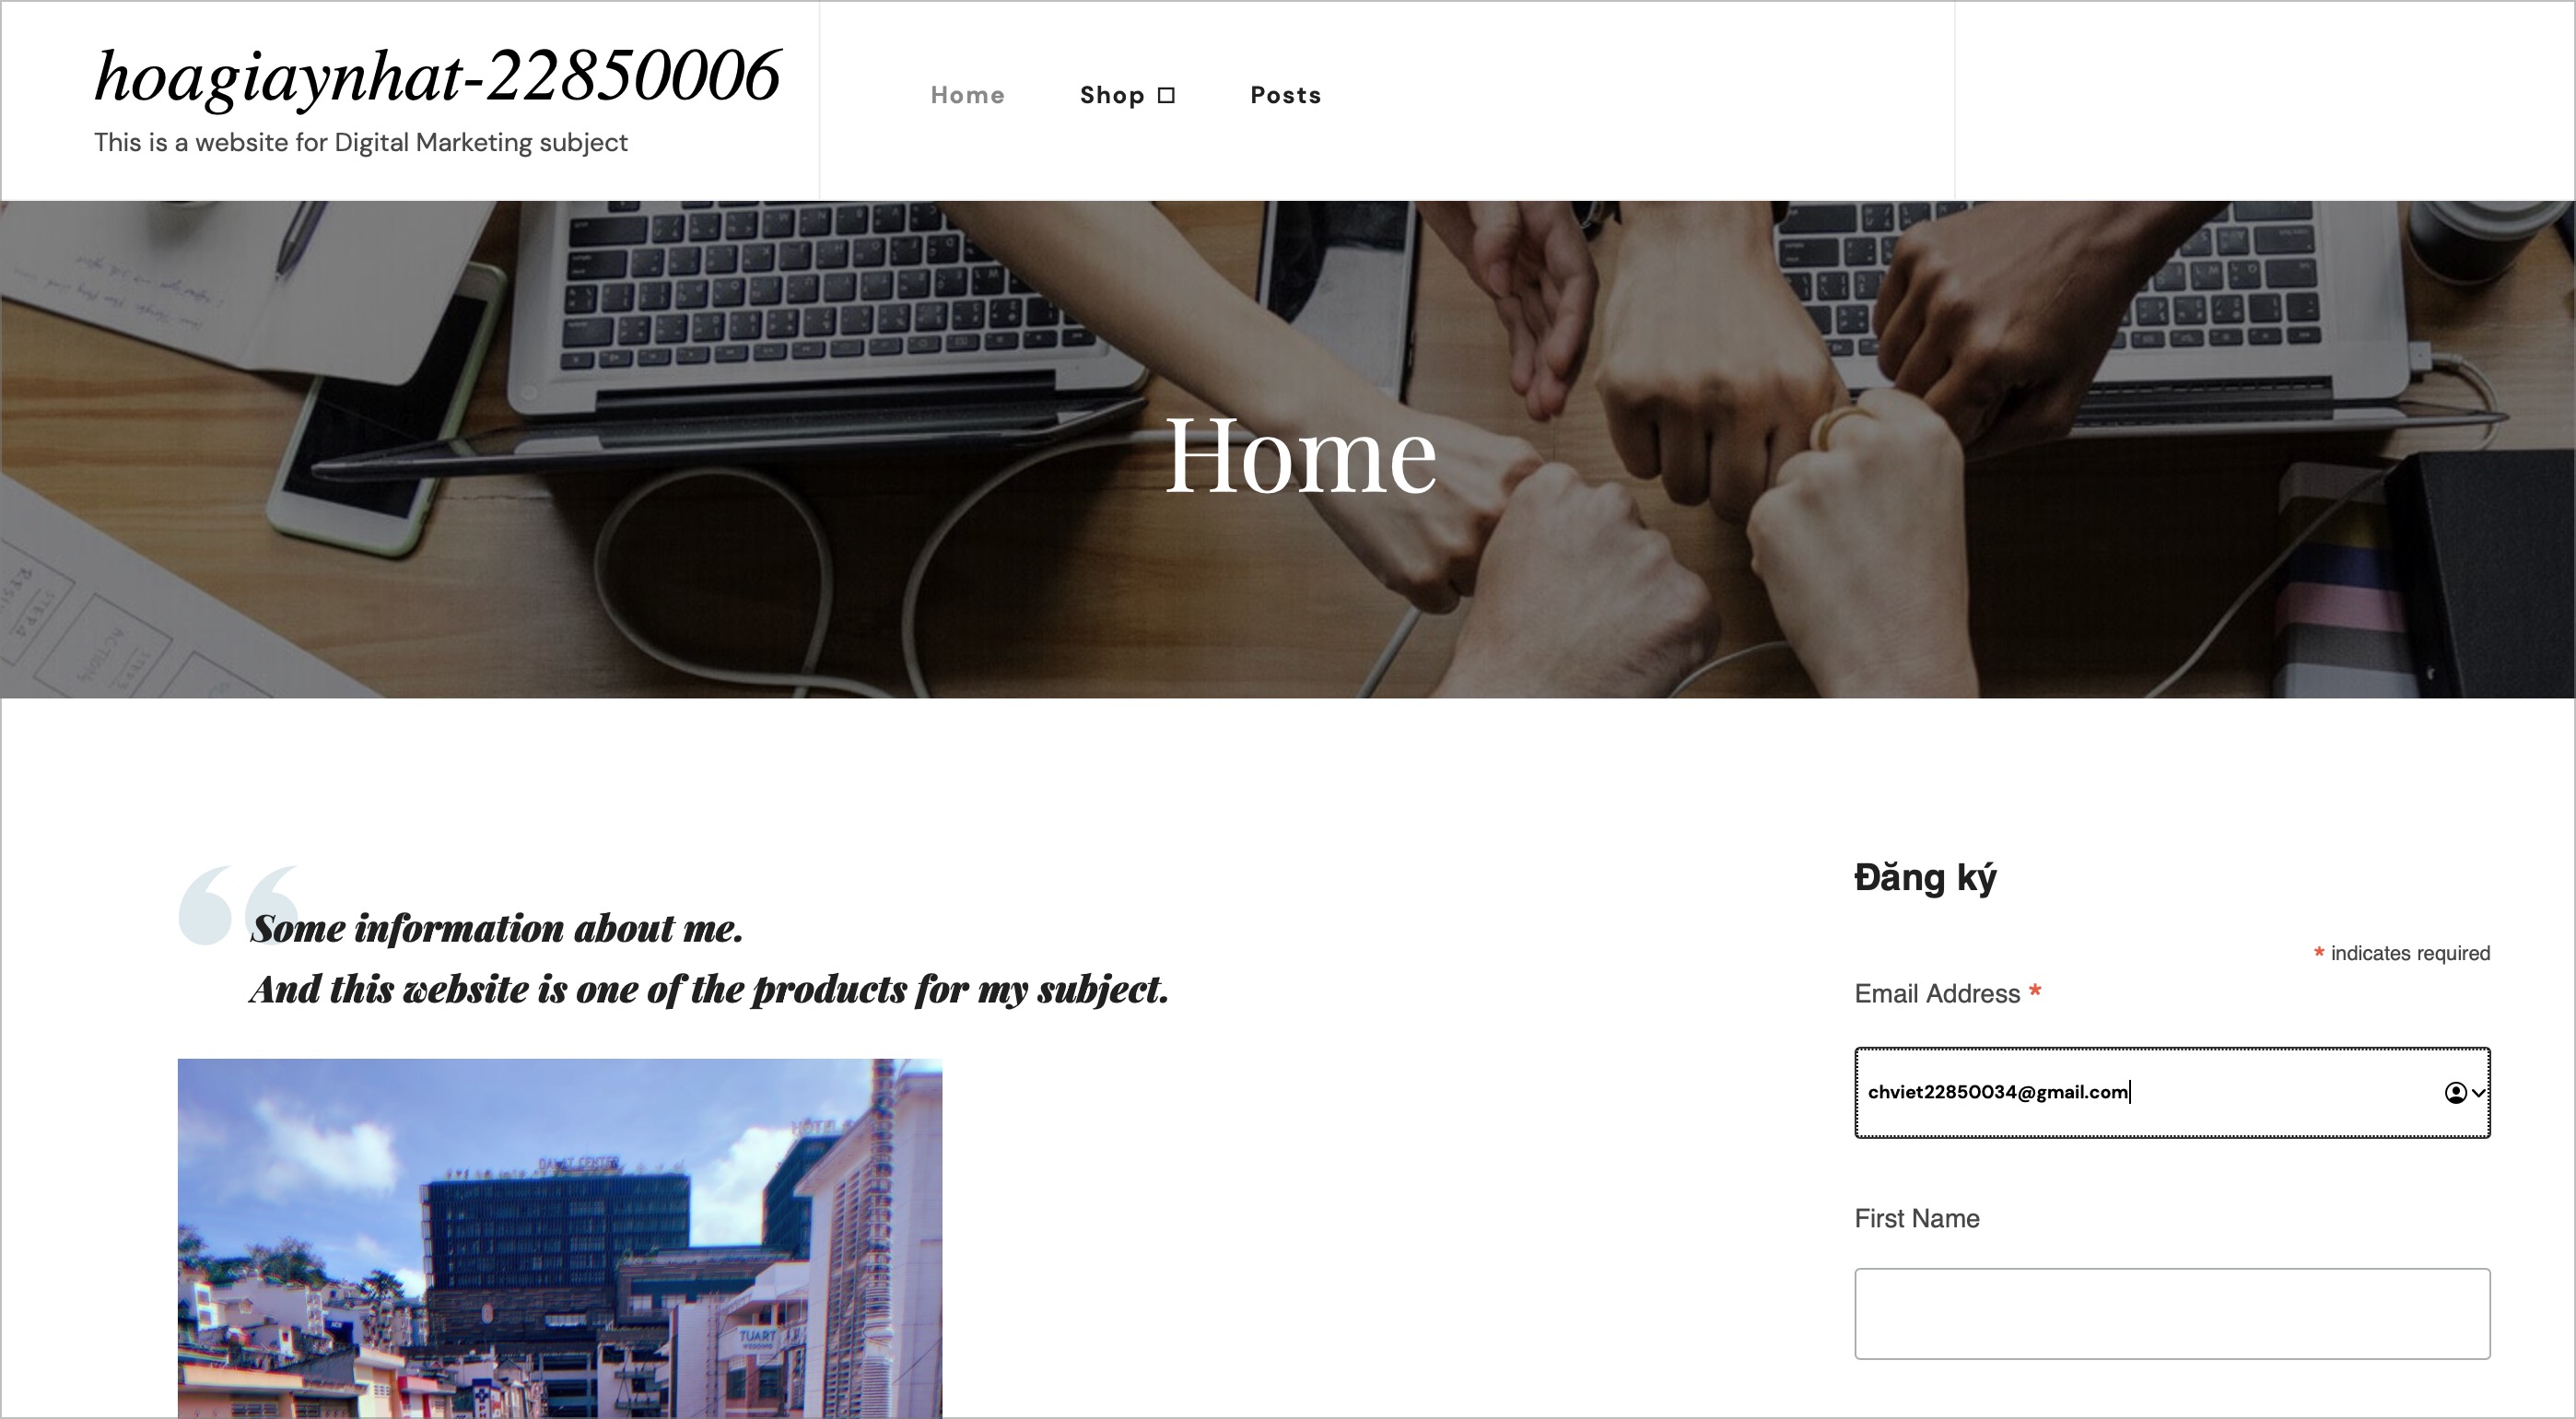 hoagiaynhat-22850006
This is a website for Digital Marketing subject
Home
Shop
Posts
Home
Some information about me.
And this website is one of the products for my subject.
DALAT CENTER
HOTEL
TUART
Đăng ký
* indicates required
Email Address *
chviet22850034@gmail.com
First Name